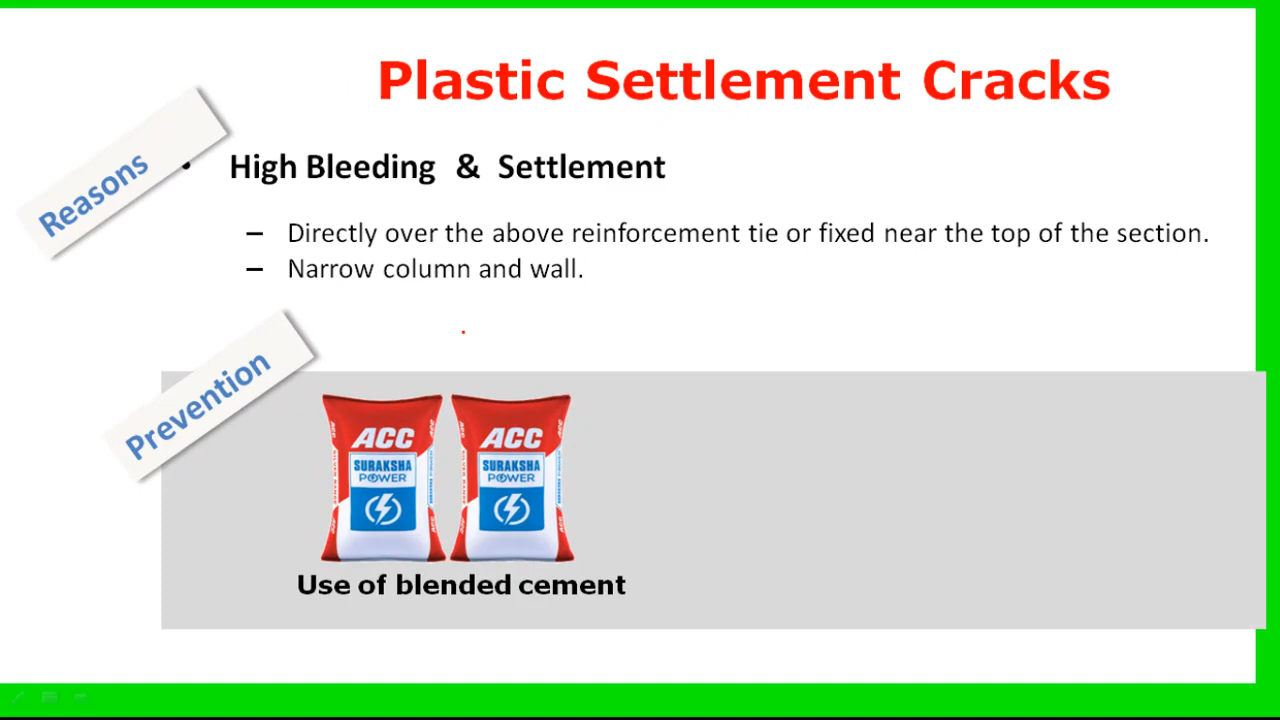 Plastic Settlement Cracks
Reasons
• High Bleeding & Settlement
– Directly over the above reinforcement tie or fixed near the top of the section.
– Narrow column and wall.
Prevention
ACC ACC
SURAKSHA SURAKSHA
POWER POWER
Use of blended cement